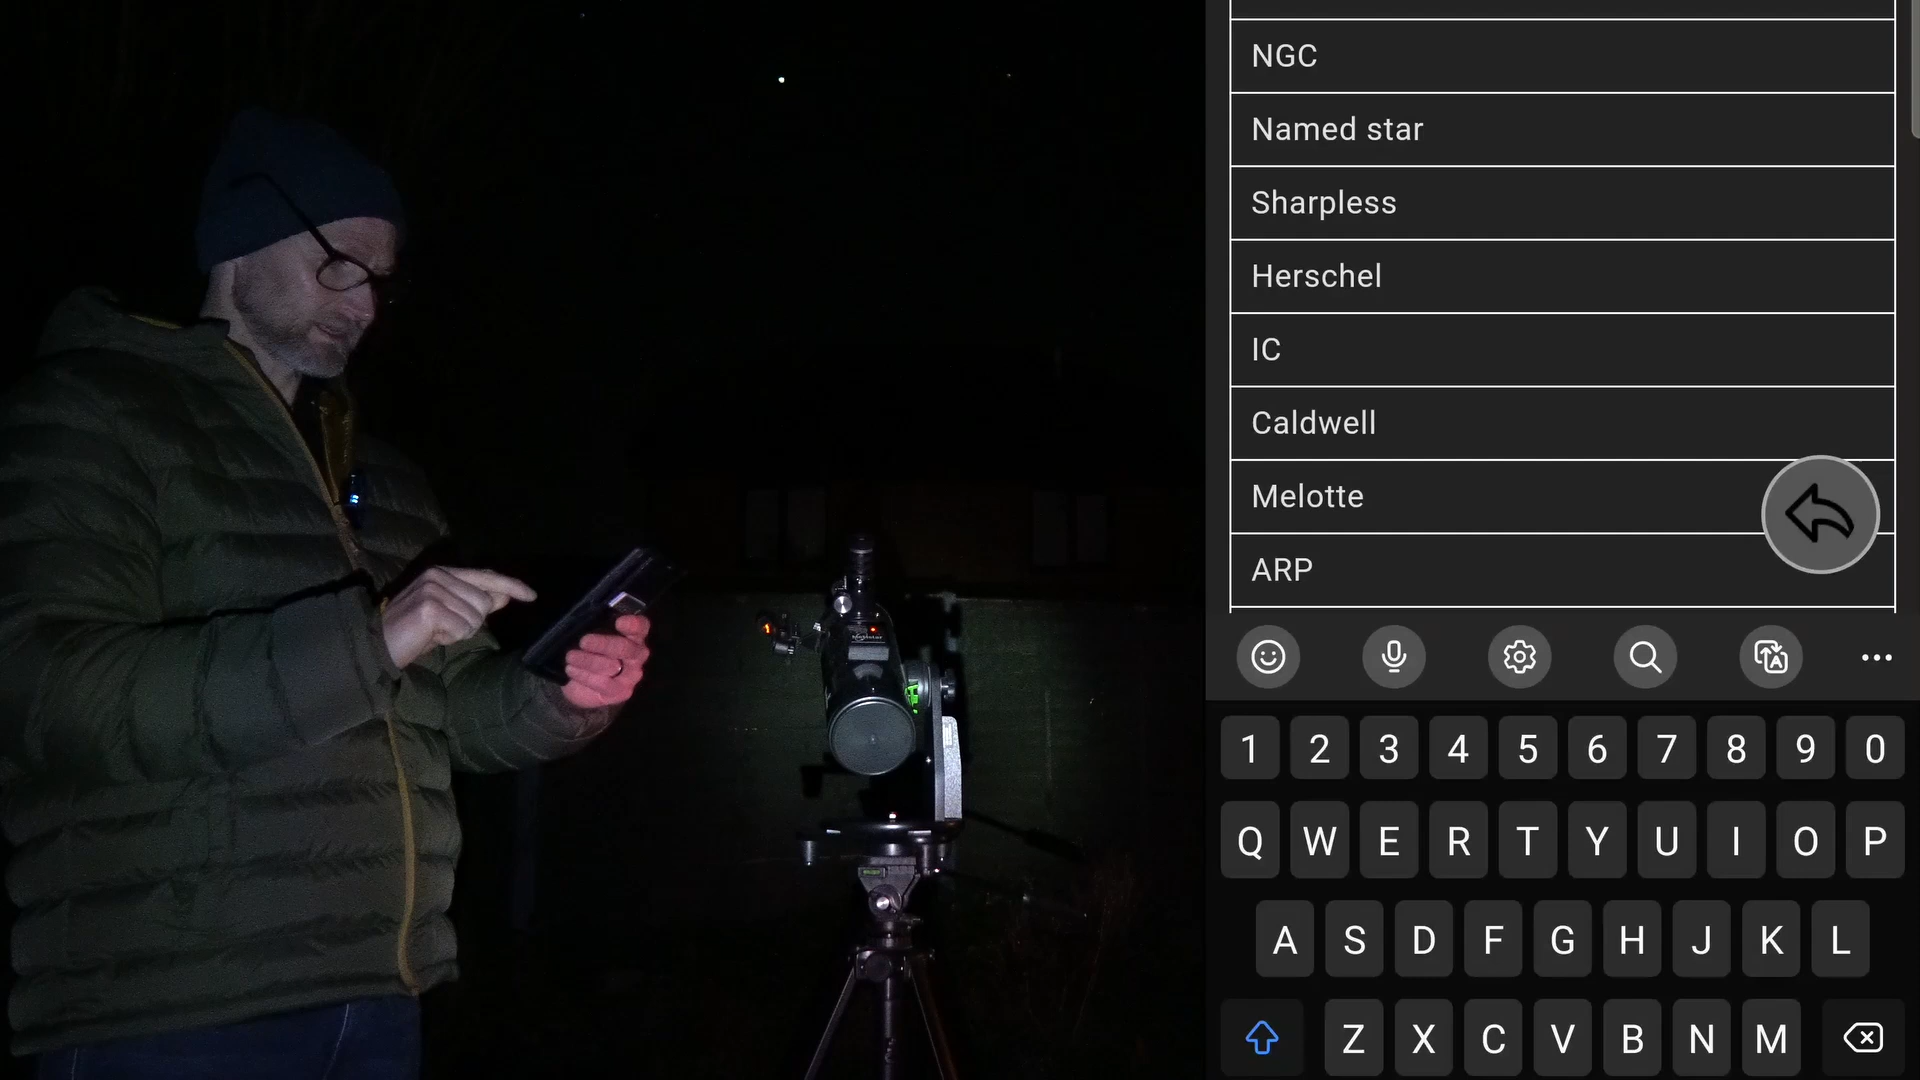 NGC
Named star
Sharpless
Herschel
IC
Caldwell
Melotte
ARP
1 2 3 4 5 6 7 8 9 0
Q W E R T Y U I O P
A S D F G H J K L
Z X C V B N M